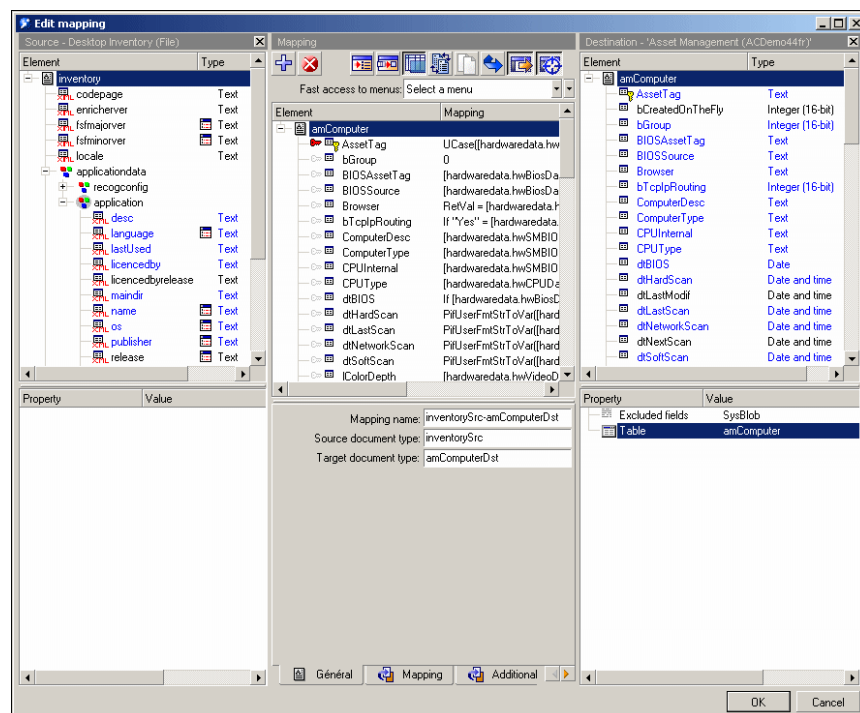 Edit mapping
Source - Desktop Inventory (File)
Element Type
inventory
codepage Text
enricherver Text
fsfmajorver Text
fsfminorver Text
locale Text
applicationdata
recogconfig
application
desc Text
language Text
lastUsed Text
licencedby Text
licencedbyrelease Text
maindir Text
name Text
os Text
publisher Text
release Text
Property Value
Mapping
Fast access to menus: Select a menu
Element Mapping
amComputer
AssetTag UCase([hardwaredata.hw
bGroup 0
BIOSAssetTag [hardwaredata.hwBiosDa
BIOSSource [hardwaredata.hwBiosDa
Browser RetVal = [hardwaredata.h
bTcpIpRouting If "Yes" = [hardwaredata.
ComputerDesc [hardwaredata.hwSMBIO
ComputerType [hardwaredata.hwSMBIO
CPUInternal [hardwaredata.hwSMBIO
CPUType [hardwaredata.hwCPUDa
dtBIOS If [hardwaredata.hwBiosD
dtHardScan PifUserFmtStrToVar([hard
dtLastScan PifUserFmtStrToVar([hard
dtNetworkScan PifUserFmtStrToVar([hard
dtSoftScan PifUserFmtStrToVar([hard
lColorDepth [hardwaredata.hwVideoD
Mapping name: inventorySrc-amComputerDst
Source document type: inventorySrc
Target document type: amComputerDst
Général Mapping Additional
Destination - 'Asset Management (ACDemo44fr)'
Element Type
amComputer
AssetTag Text
bCreatedOnTheFly Integer (16-bit)
bGroup Integer (16-bit)
BIOSAssetTag Text
BIOSSource Text
Browser Text
bTcpIpRouting Integer (16-bit)
ComputerDesc Text
ComputerType Text
CPUInternal Text
CPUType Text
dtBIOS Date
dtHardScan Date and time
dtLastModif Date and time
dtLastScan Date and time
dtNetworkScan Date and time
dtNextScan Date and time
dtSoftScan Date and time
Property Value
Excluded fields SysBlob
Table amComputer
OK Cancel